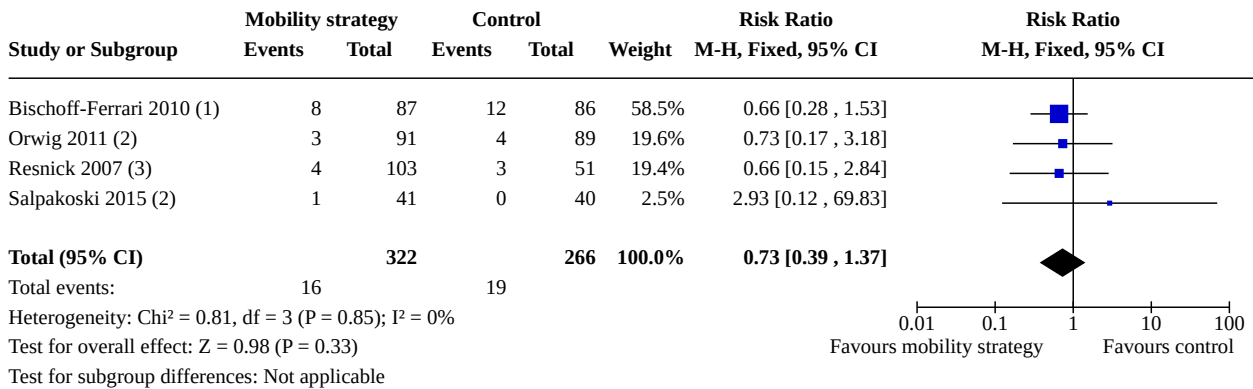 Mobility strategy Control Risk Ratio Risk Ratio
Study or Subgroup Events Total Events Total Weight M-H, Fixed, 95% CI M-H, Fixed, 95% CI
Bischoff-Ferrari 2010 (1) 8 87 12 86 58.5% 0.66 [0.28 , 1.53]
Orwig 2011 (2) 3 91 4 89 19.6% 0.73 [0.17 , 3.18]
Resnick 2007 (3) 4 103 3 51 19.4% 0.66 [0.15 , 2.84]
Salpakoski 2015 (2) 1 41 0 40 2.5% 2.93 [0.12 , 69.83]
Total (95% CI) 322 266 100.0% 0.73 [0.39 , 1.37]
Total events: 16 19
Heterogeneity: Chi² = 0.81, df = 3 (P = 0.85); I² = 0%
0.01 0.1 1 10 100
Test for overall effect: Z = 0.98 (P = 0.33)
Favours mobility strategy Favours control
Test for subgroup differences: Not applicable